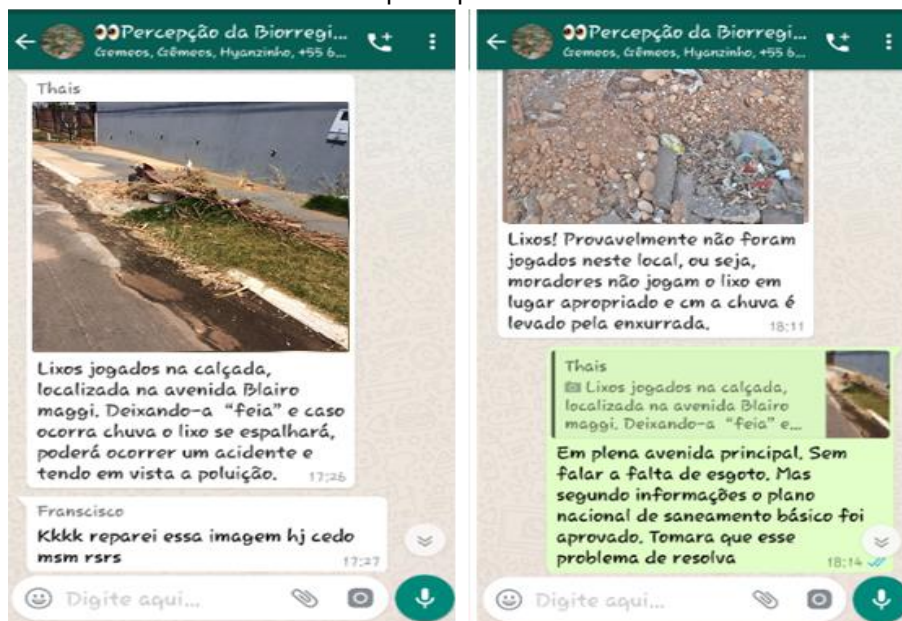 👀Percepção da Biorregi...
Gemeos, Gêmeos, Hyanzinho, +55 6...
Thais
Lixos jogados na calçada,
localizada na avenida Blairo
maggi. Deixando-a “feia” e caso
ocorra chuva o lixo se espalhará,
poderá ocorrer um acidente e
tendo em vista a poluição. 17:26
Franscisco
Kkkk reparei essa imagem hj cedo
msm rsrs 17:27
Digite aqui...
👀Percepção da Biorregi...
Gemeos, Gêmeos, Hyanzinho, +55 6...
Lixos! Provavelmente não foram
jogados neste local, ou seja,
moradores não jogam o lixo em
lugar apropriado e cm a chuva é
levado pela enxurrada. 18:11
Thais
Lixos jogados na calçada,
localizada na avenida Blairo
maggi. Deixando-a “feia” e...
Em plena avenida principal. Sem
falar a falta de esgoto. Mas
segundo informações o plano
nacional de saneamento básico foi
aprovado. Tomara que esse
problema de resolva 18:14
Digite aqui...